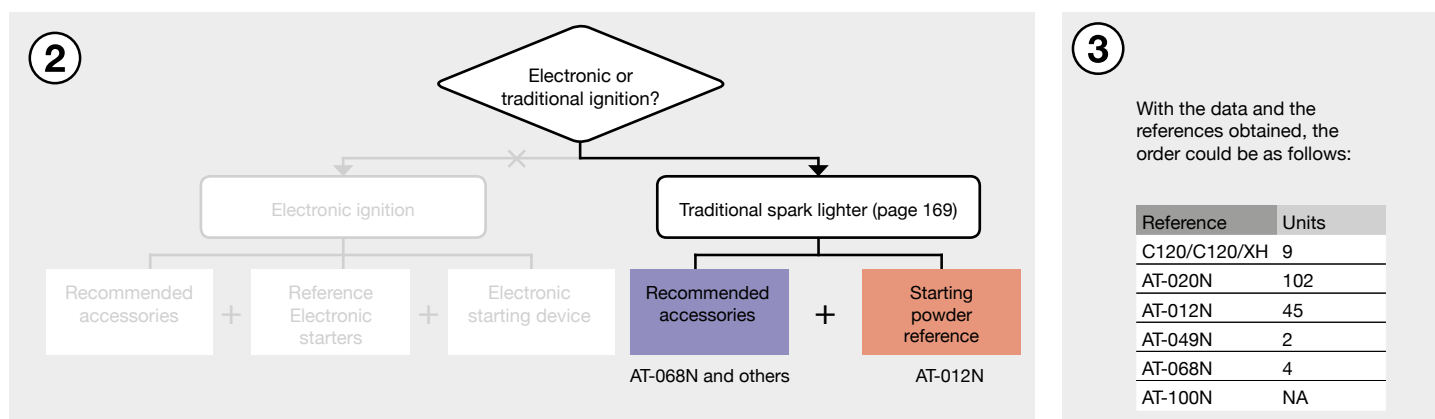 2
Electronic or
traditional ignition?
Electronic ignition
Traditional spark lighter (page 169)
Recommended
accessories
+
Reference
Electronic
starters
+
Electronic
starting device
Recommended
accessories
+
Starting
powder
reference
AT-068N and others
AT-012N
3
With the data and the
references obtained, the
order could be as follows:
Reference Units
C120/C120/XH 9
AT-020N 102
AT-012N 45
AT-049N 2
AT-068N 4
AT-100N NA